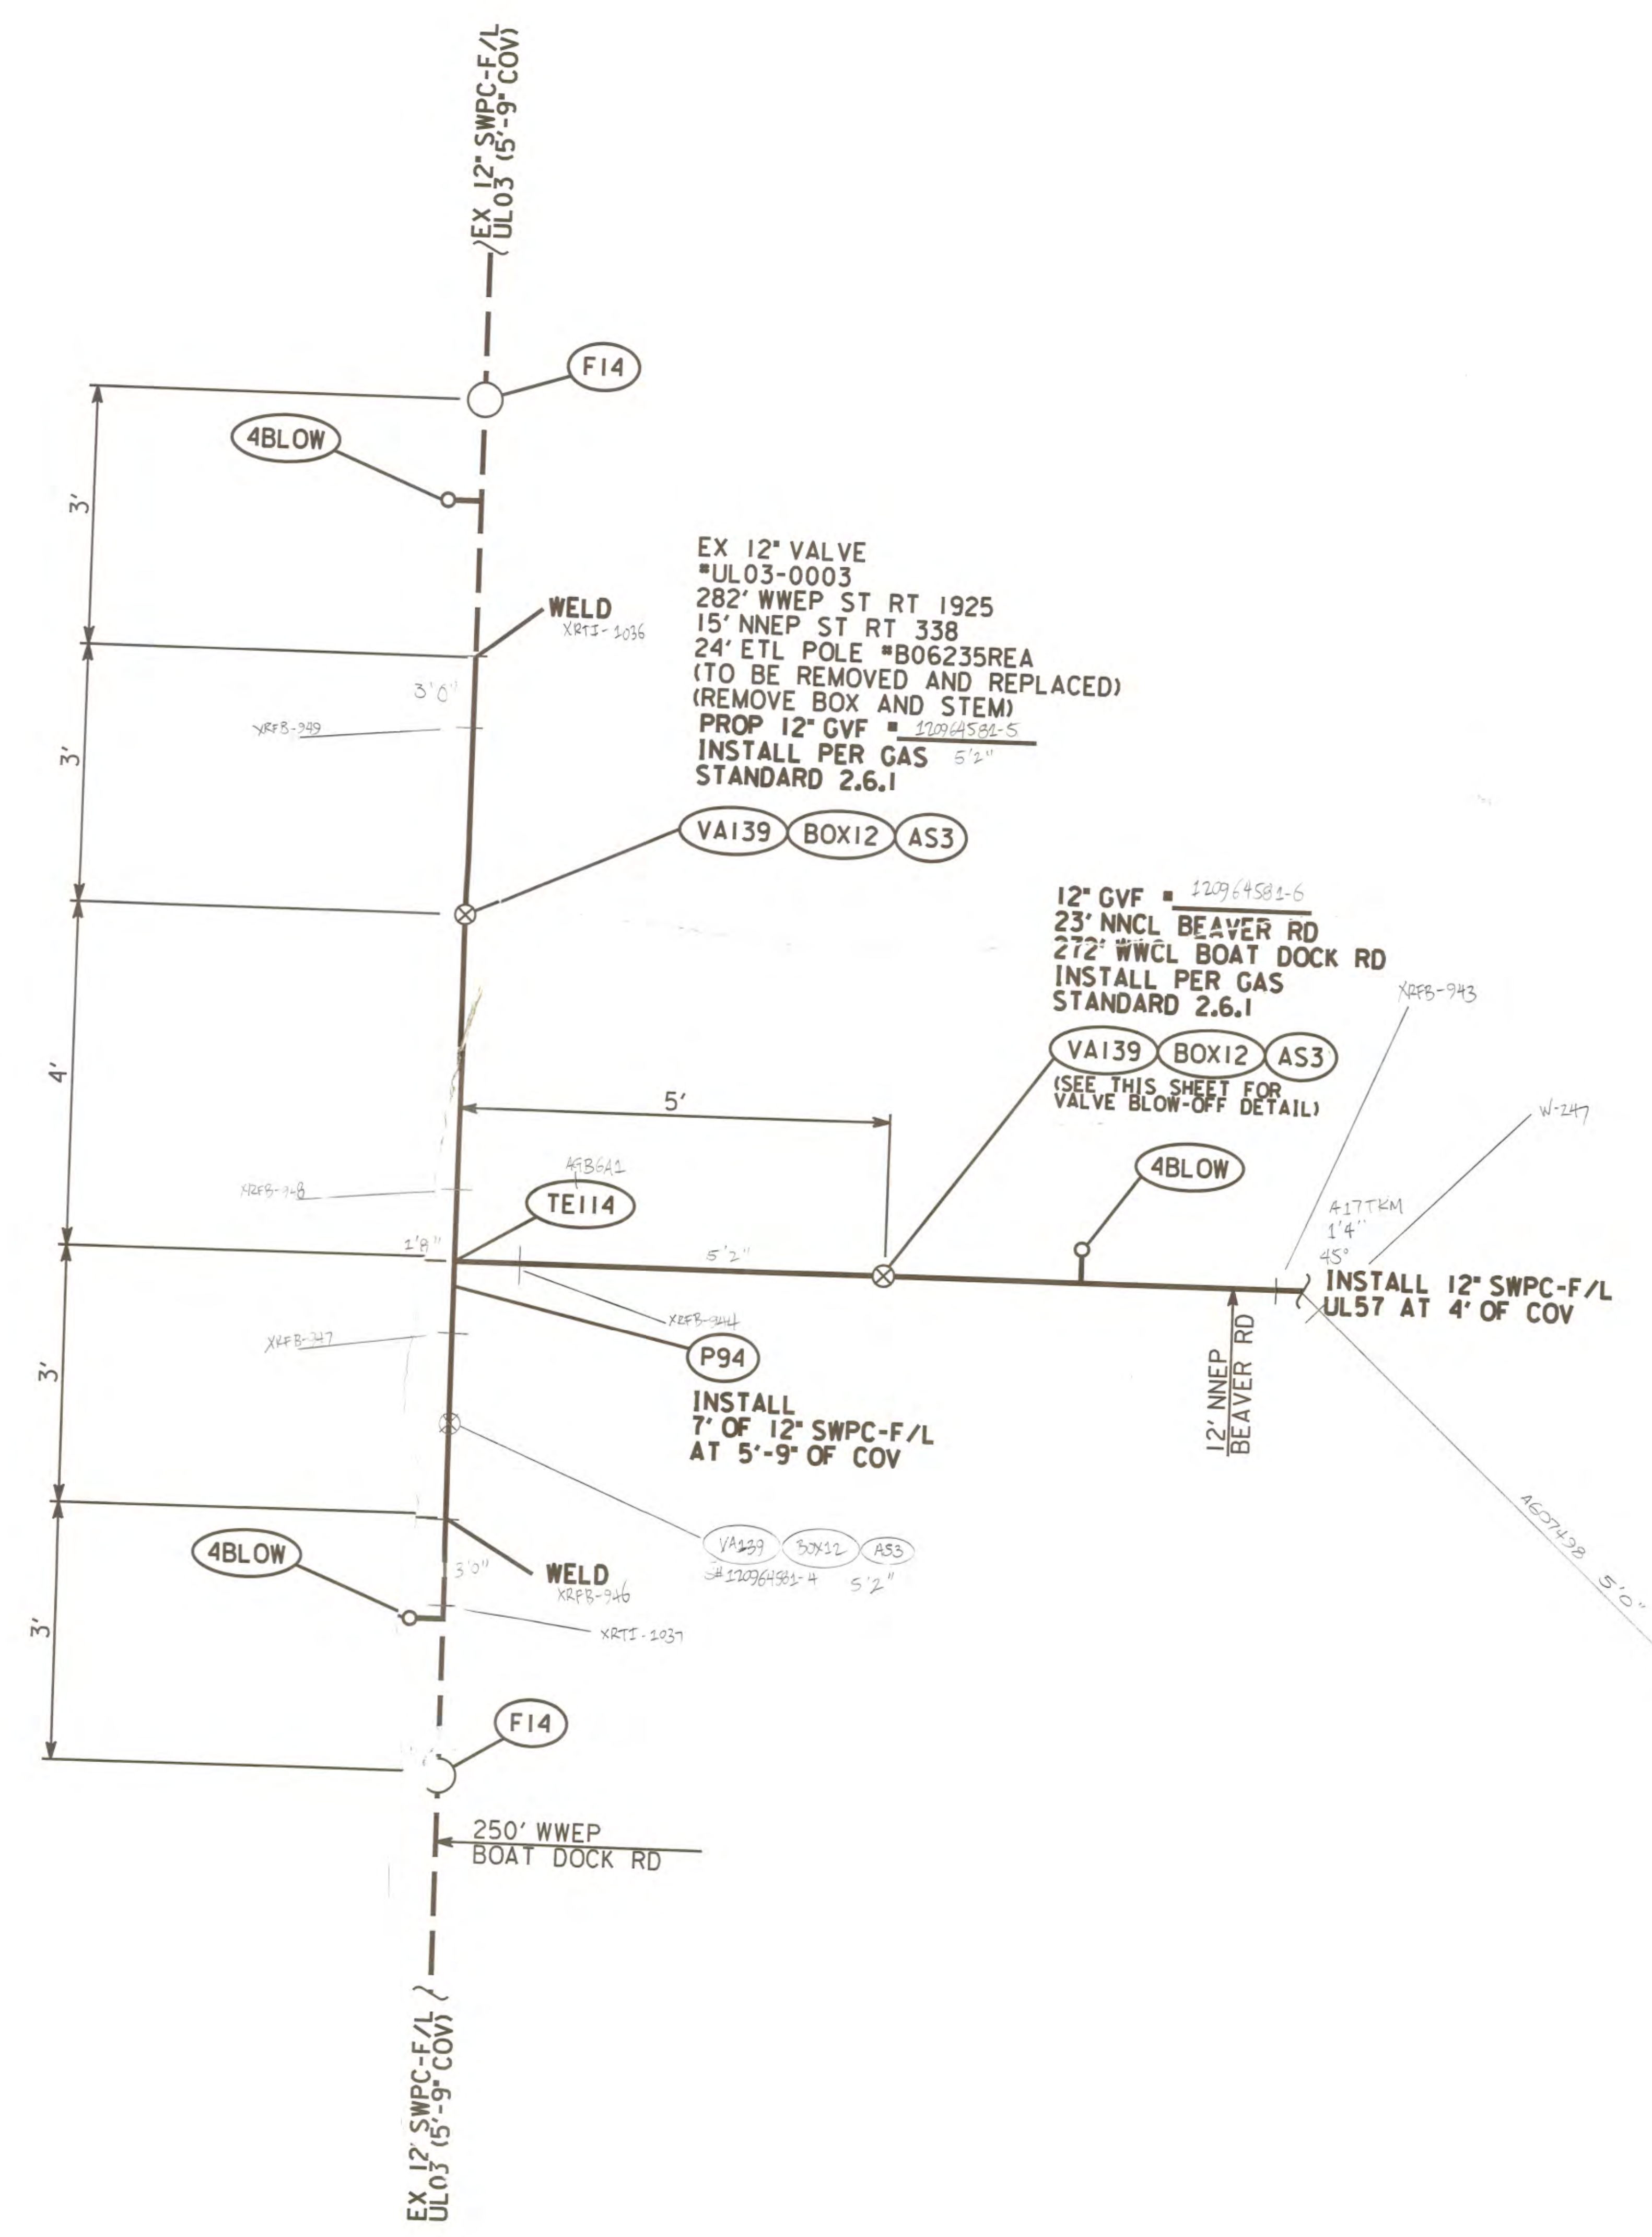 EX 12" SWPC-F/L
UL03 (5'-9" COV)
F14
4BLOW
3'
WELD
XRTI-1036
3'0"
XRFB-949
3'
EX 12" VALVE
#UL03-0003
282' WWEP ST RT 1925
15' NNEP ST RT 338
24' ETL POLE #B06235REA
(TO BE REMOVED AND REPLACED)
(REMOVE BOX AND STEM)
PROP 12" GVF # 120964581-5
INSTALL PER GAS 5'2"
STANDARD 2.6.1
VA139 BOX12 AS3
12" GVF # 120964581-6
23' NNCL BEAVER RD
272' WWCL BOAT DOCK RD
INSTALL PER GAS
STANDARD 2.6.1
XRFB-943
VA139 BOX12 AS3
(SEE THIS SHEET FOR
VALVE BLOW-OFF DETAIL)
W-247
4'
5'
4BLOW
XRFB-948
TE114
A17TKM
1'4"
45°
1'8"
5'2"
INSTALL 12" SWPC-F/L
UL57 AT 4' OF COV
XRFB-944
XRFB-947
P94
3'
INSTALL
7' OF 12" SWPC-F/L
AT 5'-9" OF COV
12' NNEP
BEAVER RD
A607498 5'0"
VA139 BOX12 AS3
S#120964581-4 5'2"
4BLOW
3'0"
WELD
XRFB-946
XRTI-1037
3'
F14
250' WWEP
BOAT DOCK RD
EX 12" SWPC-F/L
UL03 (5'-9" COV)